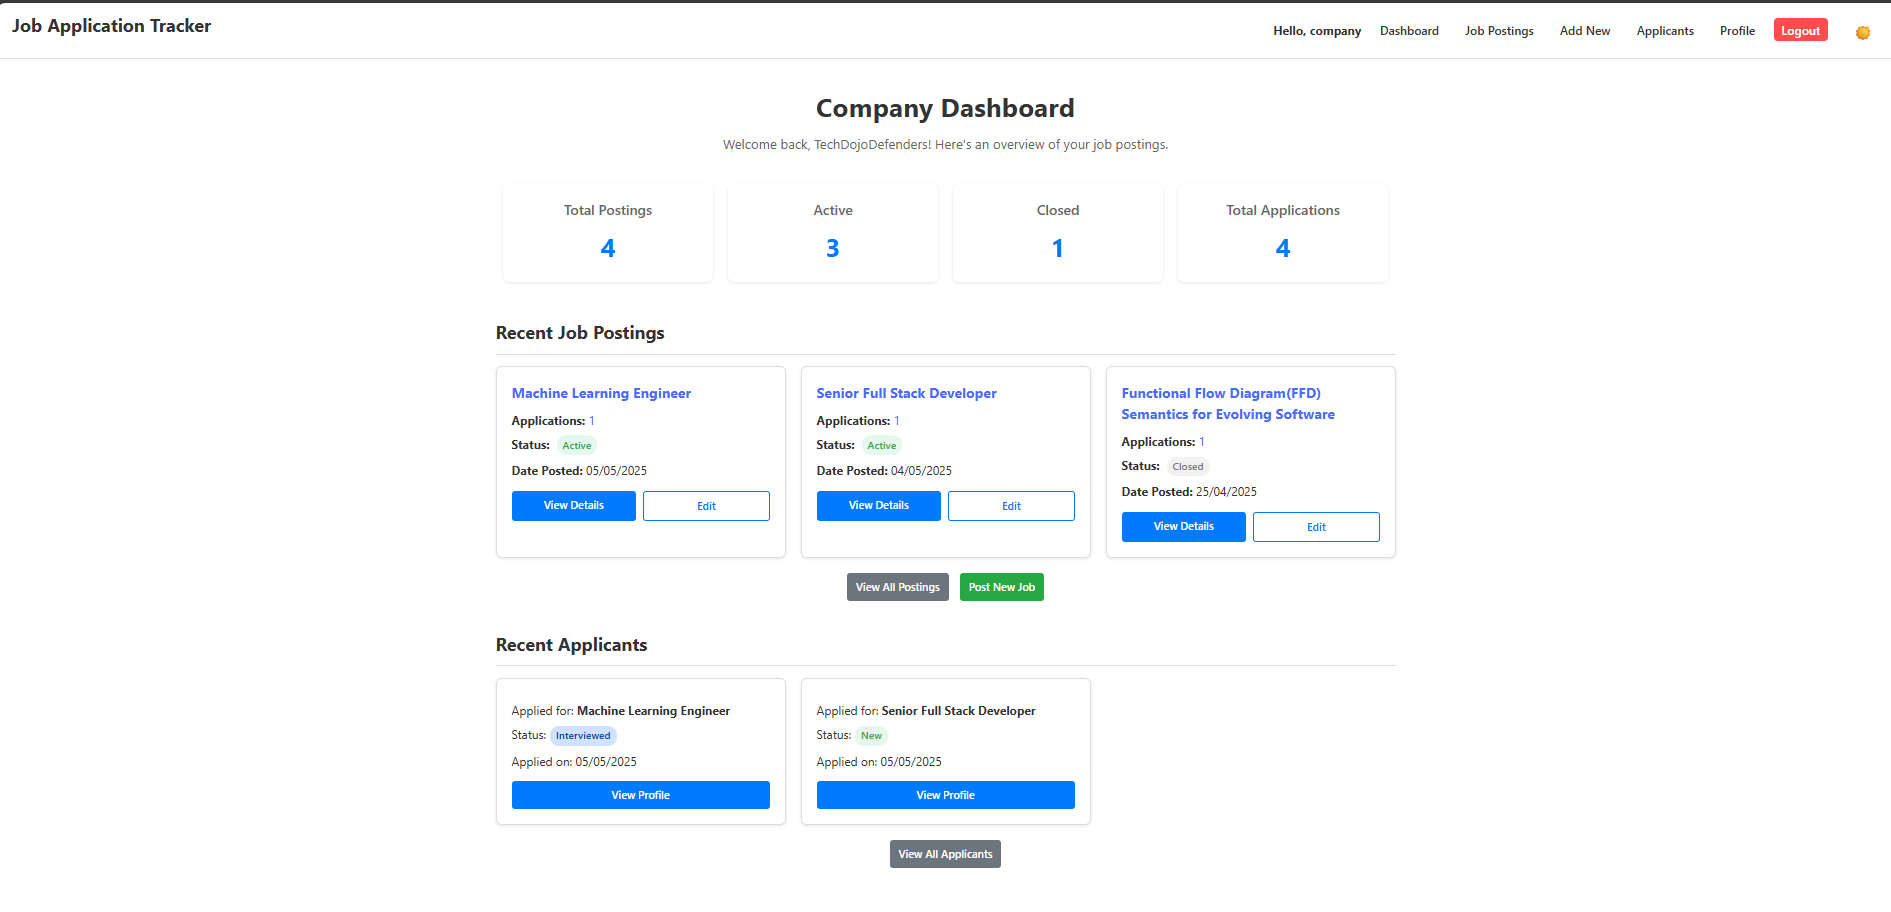 Job Application Tracker
Hello, company Dashboard Job Postings Add New Applicants Profile Logout
Company Dashboard
Welcome back, TechDojoDefenders! Here's an overview of your job postings.
Total Postings
4
Active
3
Closed
1
Total Applications
4
Recent Job Postings
Machine Learning Engineer
Applications: 1
Status: Active
Date Posted: 05/05/2025
View Details Edit
Senior Full Stack Developer
Applications: 1
Status: Active
Date Posted: 04/05/2025
View Details Edit
Functional Flow Diagram(FFD)
Semantics for Evolving Software
Applications: 1
Status: Closed
Date Posted: 25/04/2025
View Details Edit
View All Postings Post New Job
Recent Applicants
Applied for: Machine Learning Engineer
Status: Interviewed
Applied on: 05/05/2025
View Profile
Applied for: Senior Full Stack Developer
Status: New
Applied on: 05/05/2025
View Profile
View All Applicants